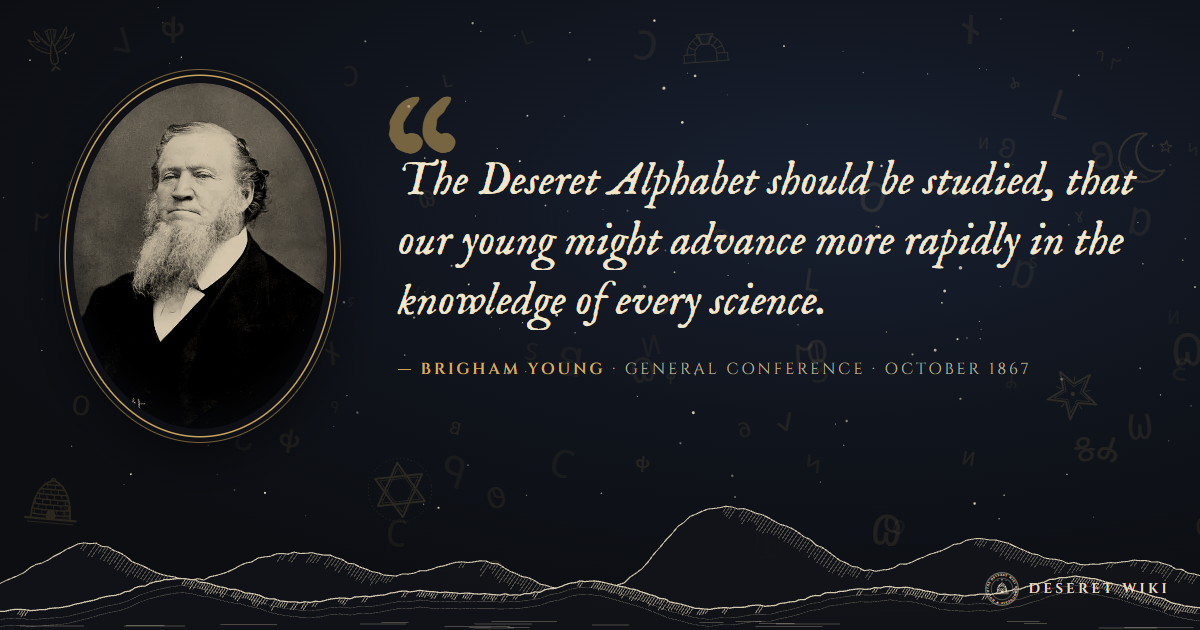 “
The Deseret Alphabet should be studied, that
our young might advance more rapidly in the
knowledge of every science.
— BRIGHAM YOUNG · GENERAL CONFERENCE · OCTOBER 1867
DESERET WIKI